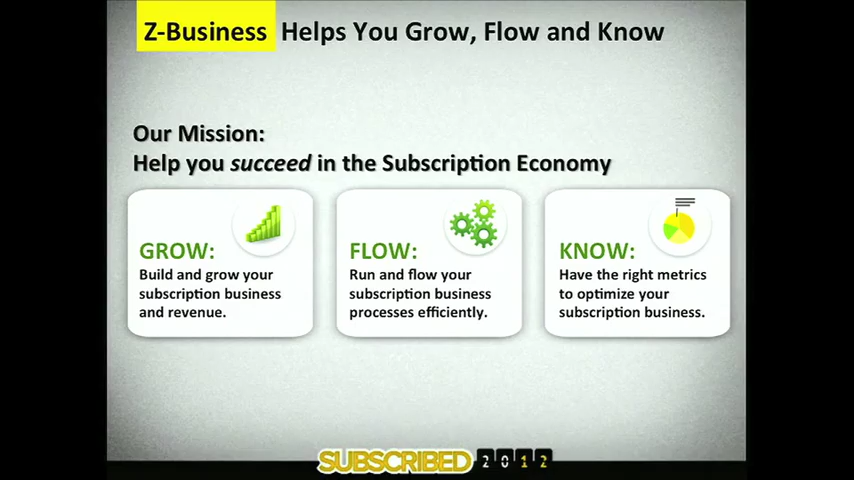 Z-Business Helps You Grow, Flow and Know
Our Mission:
Help you succeed in the Subscription Economy
GROW:
Build and grow your
subscription business
and revenue.
FLOW:
Run and flow your
subscription business
processes efficiently.
KNOW:
Have the right metrics
to optimize your
subscription business.
SUBSCRIBED 2012